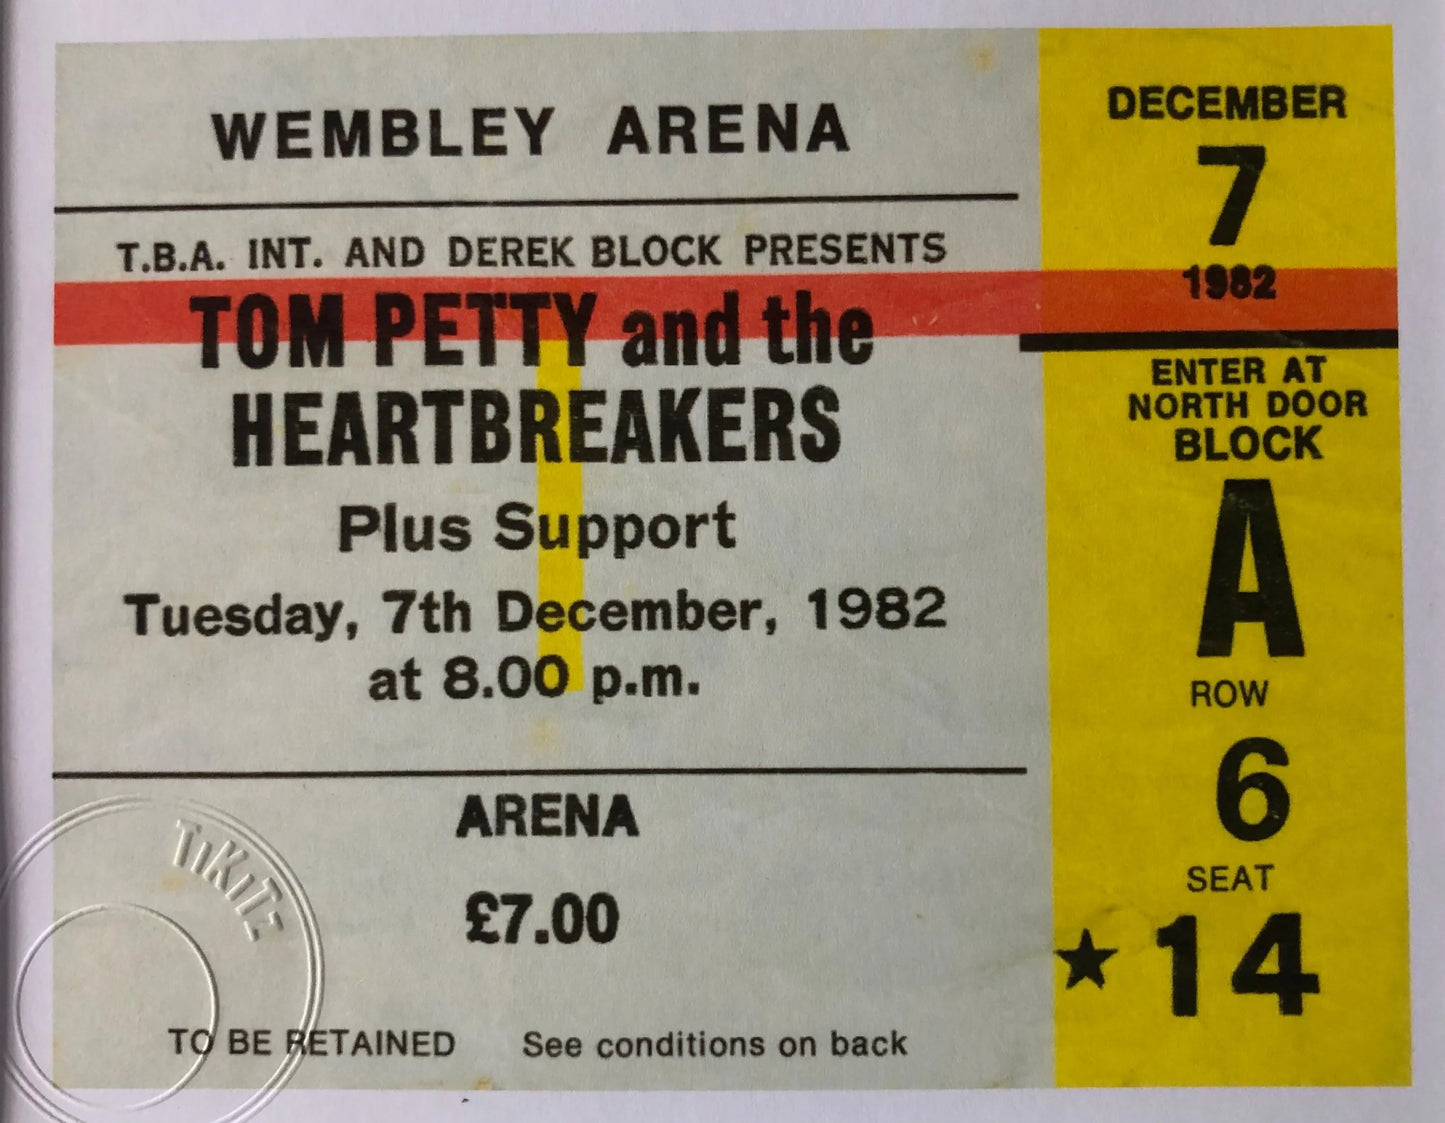 WEMBLEY ARENA
T.B.A. INT. AND DEREK BLOCK PRESENTS
TOM PETTY and the
HEARTBREAKERS
Plus Support
Tuesday, 7th December, 1982
at 8.00 p.m.
ARENA
£7.00
TO BE RETAINED See conditions on back
TiKiTz
DECEMBER
7
1982
ENTER AT
NORTH DOOR
BLOCK
A
ROW
6
SEAT
★ 14